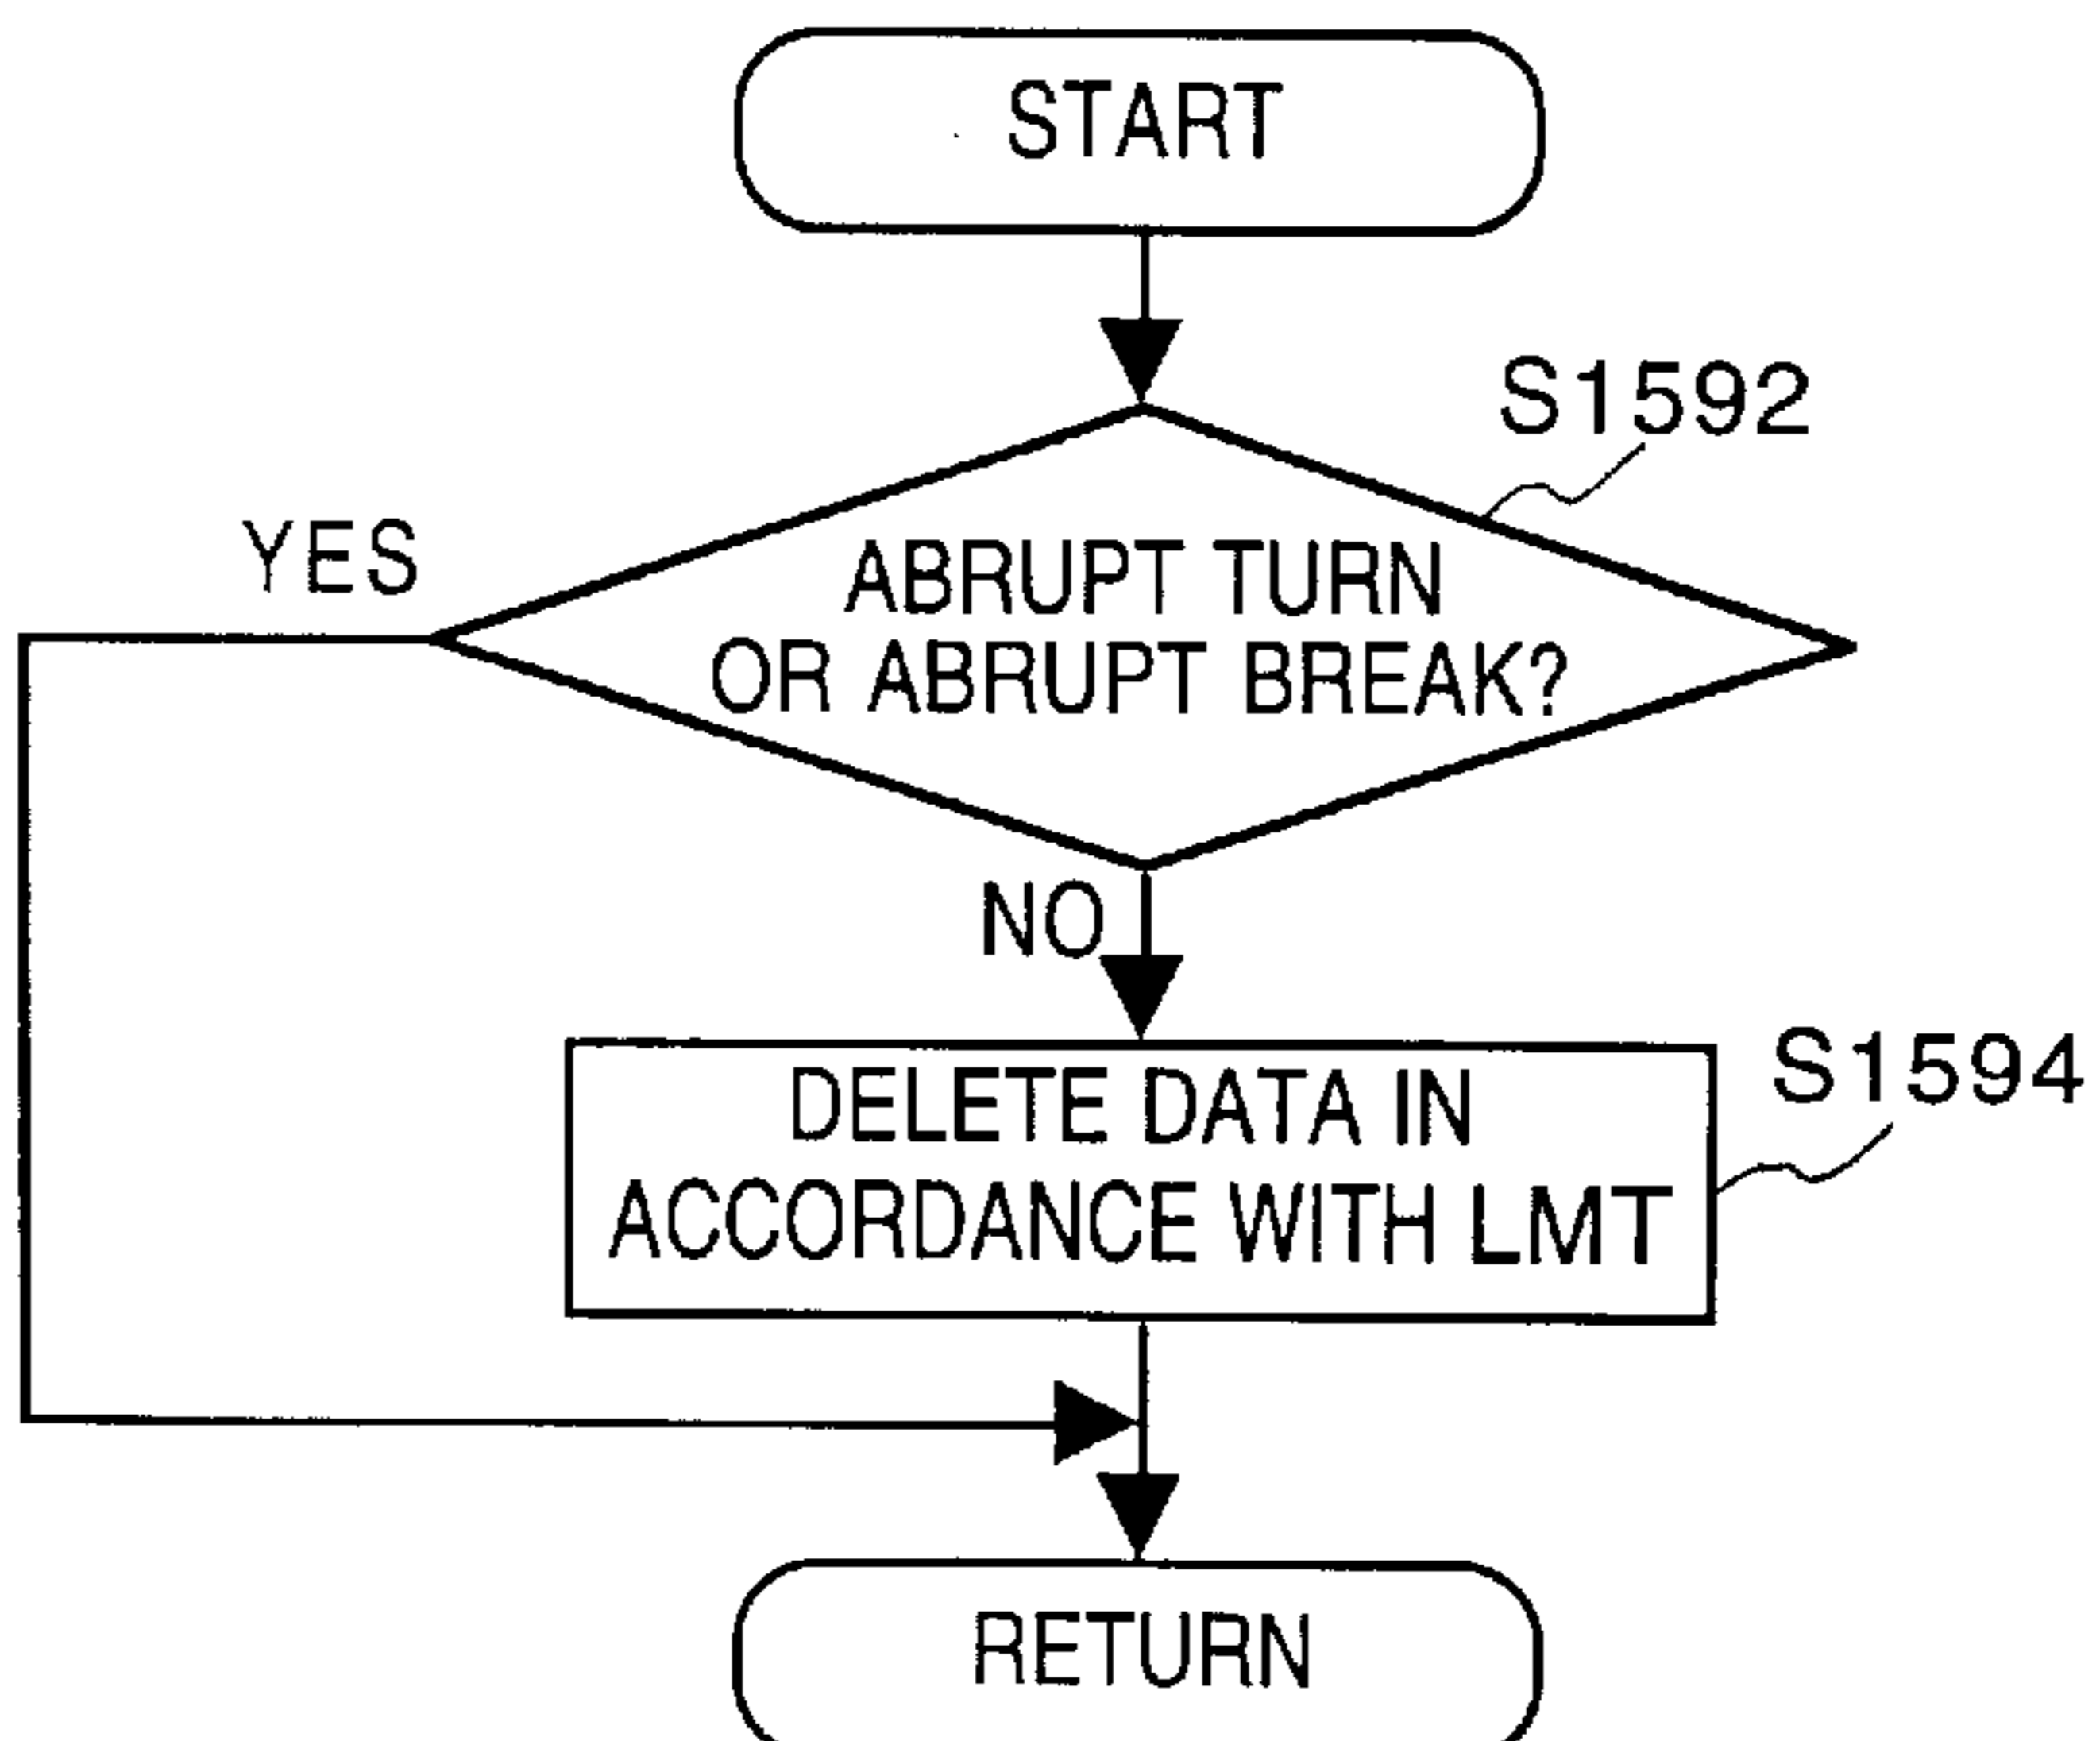 START
S1592
YES
ABRUPT TURN
OR ABRUPT BREAK?
NO
S1594
DELETE DATA IN
ACCORDANCE WITH LMT
RETURN